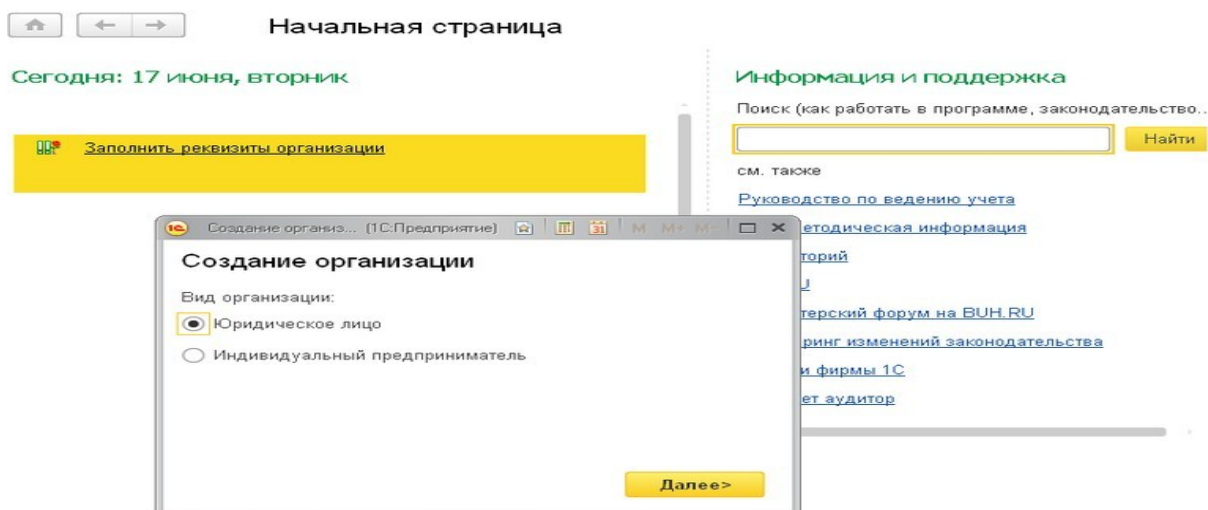 Начальная страница
Сегодня: 17 июня, вторник
Заполнить реквизиты организации
Информация и поддержка
Поиск (как работать в программе, законодательство..
Найти
см. также
Руководство по ведению учета
етодическая информация
торий
U
терский форум на BUH.RU
ринг изменений законодательства
и фирмы 1С
ет аудитор
1С Создание организ... (1С:Предприятие) 31 M M+ M-
Создание организации
Вид организации:
Юридическое лицо
Индивидуальный предприниматель
Далее>